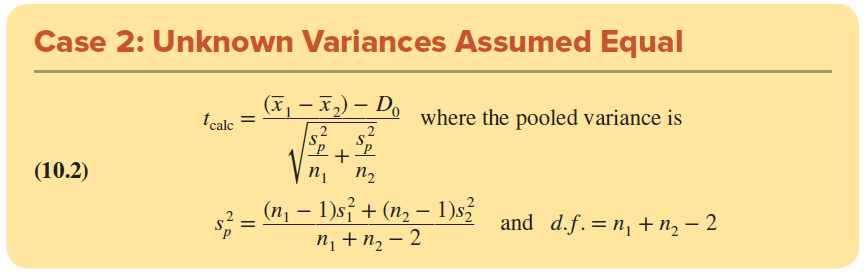 Case 2: Unknown Variances Assumed Equal
t_calc = ((x̄₁ − x̄₂) − D₀) / √(s_p²/n₁ + s_p²/n₂) where the pooled variance is
(10.2)
s_p² = ((n₁ − 1)s₁² + (n₂ − 1)s₂²) / (n₁ + n₂ − 2) and d.f. = n₁ + n₂ − 2